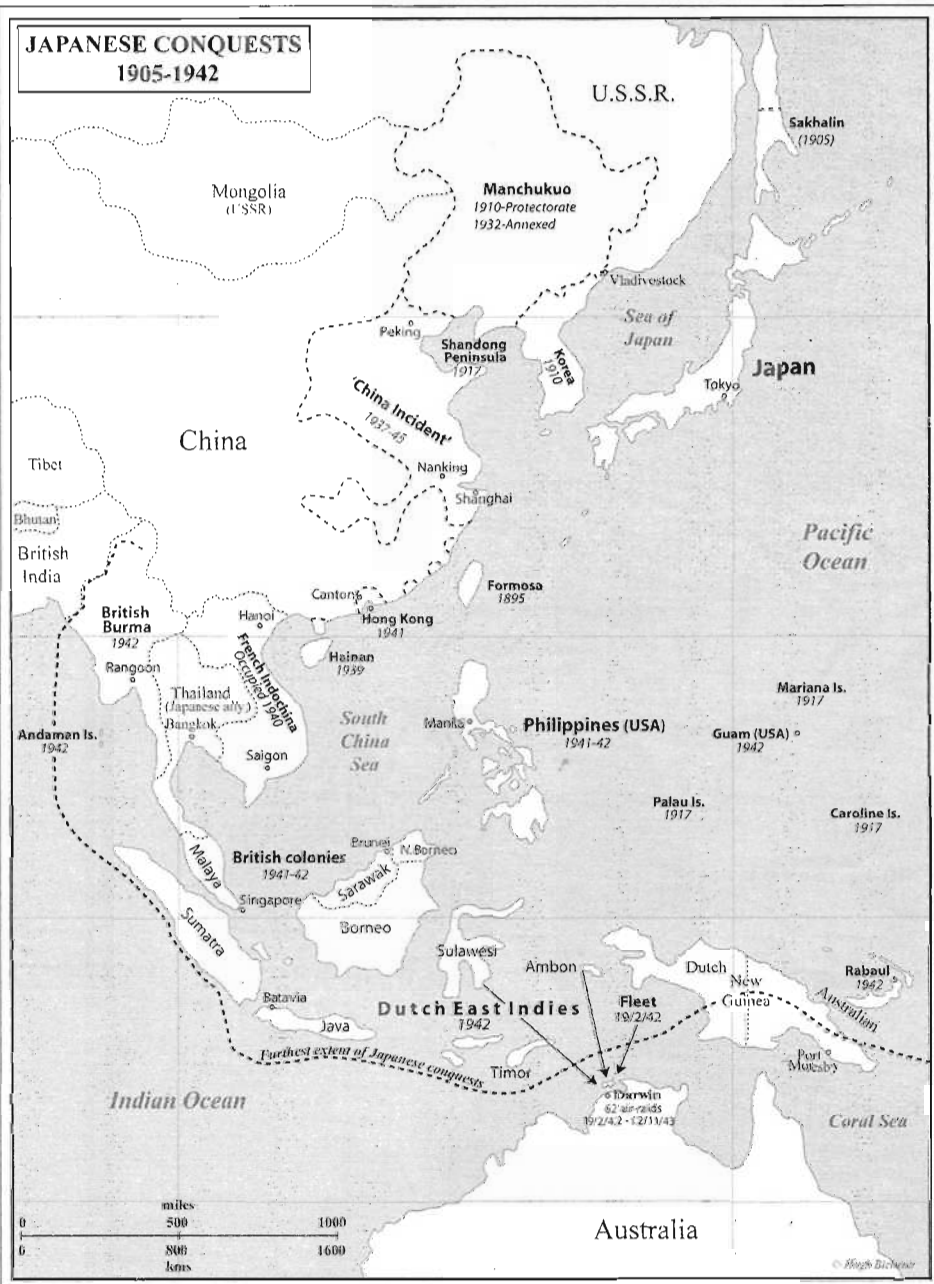 JAPANESE CONQUESTS
1905-1942
U.S.S.R.
Sakhalin
(1905)
Mongolia
(USSR)
Manchukuo
1910-Protectorate
1932-Annexed
Vladivostock
Sea of
Japan
Peking
Shandong
Peninsula
1917
Korea
1910
Japan
Tokyo
'China Incident'
1937-45
China
Tibet
Nanking
Shanghai
Bhutan
British
India
Pacific
Ocean
Formosa
1895
Canton
Hong Kong
1941
British
Burma
1942
Hanoi
French Indochina
Occupied 1940
Hainan
1939
Rangoon
Thailand
(Japanese ally)
Bangkok
Mariana Is.
1917
South
China
Sea
Manila
Philippines (USA)
1941-42
Guam (USA)
1942
Andaman Is.
1942
Saigon
Palau Is.
1917
Caroline Is.
1917
Malaya
British colonies
1941-42
Brunei
N. Borneo
Sarawak
Singapore
Sumatra
Borneo
Sulawesi
Ambon
Dutch
New
Guinea
Australian
Rabaul
1942
Batavia
Dutch East Indies
1942
Fleet
19/2/42
Java
Furthest extent of Japanese conquests
Timor
Port
Moresby
Darwin
62 air-raids
19/2/42 - 12/11/43
Indian Ocean
Coral Sea
miles
0 500 1000
0 800 1600
kms
Australia
© Hugh Bicheno